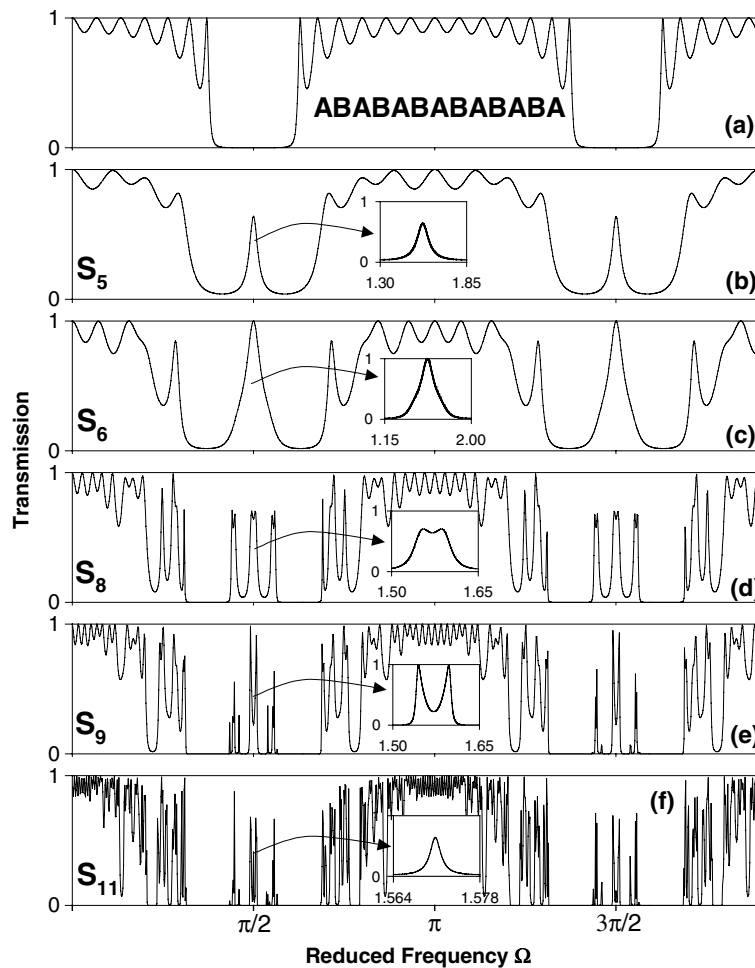 1
ABABABABABABA
(a)
0
1
1
S5
0
1.30 1.85
(b)
0
1
1
S6
0
1.15 2.00
(c)
0
Transmission
1
1
S8
0
1.50 1.65
(d)
0
1
1
S9
0
1.50 1.65
(e)
0
1
(f)
1
S11
0
1.564 1.578
0
π/2 π 3π/2
Reduced Frequency Ω